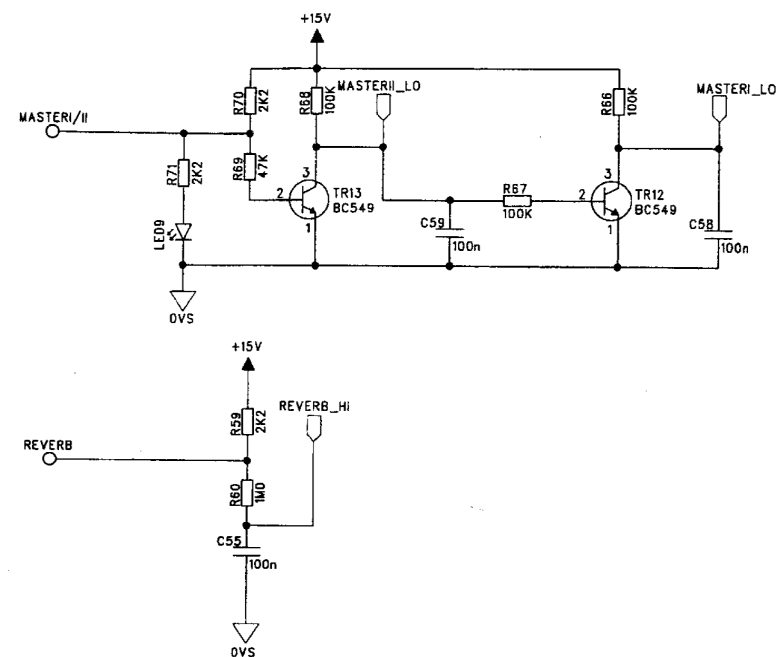 +15V
R70
2K2
R68
100K
MASTERII_LO
R66
100K
MASTERI_LO
MASTERI/II
R71
2K2
R69
47K
3
2
1
TR13
BC549
R67
100K
3
2
1
TR12
BC549
C59
100n
C58
100n
LED9
0VS
+15V
R59
2K2
REVERB_HI
REVERB
R60
1M0
C55
100n
0VS